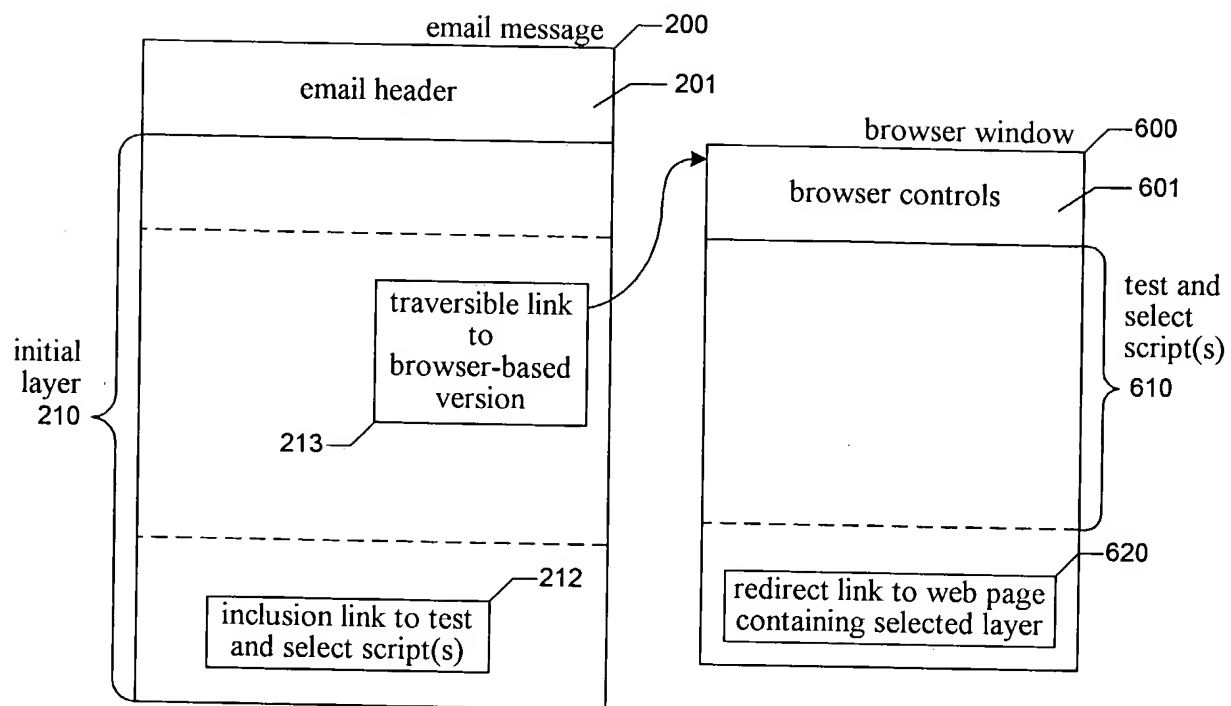 email message
200
email header
201
initial
layer
210
traversible link
to
browser-based
version
213
212
inclusion link to test
and select script(s)
browser window
600
browser controls
601
test and
select
script(s)
610
620
redirect link to web page
containing selected layer